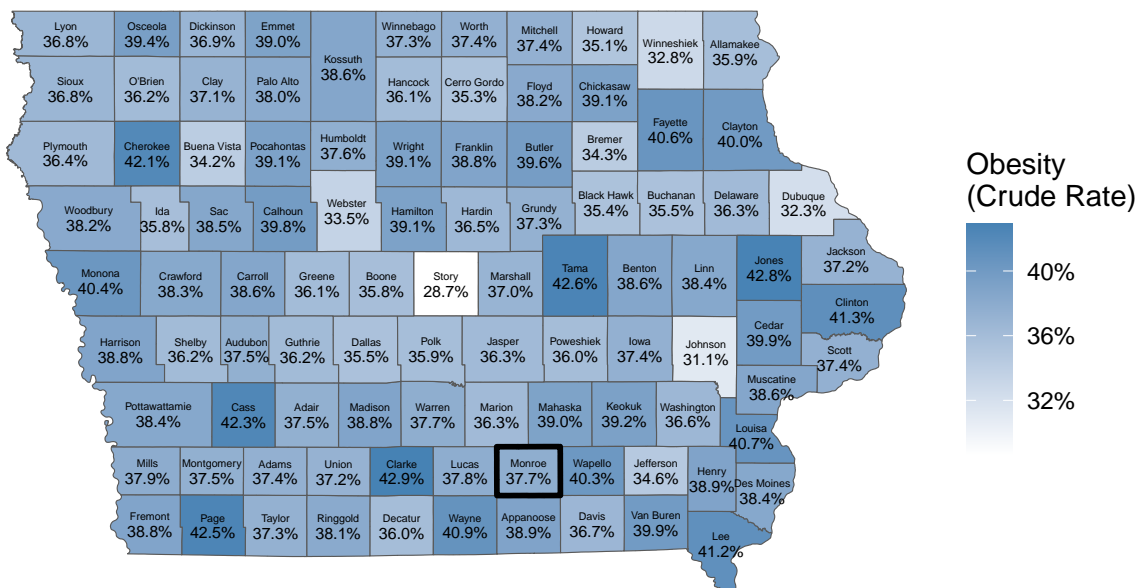 Lyon
36.8%
Osceola
39.4%
Dickinson
36.9%
Emmet
39.0%
Kossuth
38.6%
Winnebago
37.3%
Worth
37.4%
Mitchell
37.4%
Howard
35.1%
Winneshiek
32.8%
Allamakee
35.9%
Sioux
36.8%
O'Brien
36.2%
Clay
37.1%
Palo Alto
38.0%
Hancock
36.1%
Cerro Gordo
35.3%
Floyd
38.2%
Chickasaw
39.1%
Fayette
40.6%
Clayton
40.0%
Plymouth
36.4%
Cherokee
42.1%
Buena Vista
34.2%
Pocahontas
39.1%
Humboldt
37.6%
Wright
39.1%
Franklin
38.8%
Butler
39.6%
Bremer
34.3%
Woodbury
38.2%
Ida
35.8%
Sac
38.5%
Calhoun
39.8%
Webster
33.5%
Hamilton
39.1%
Hardin
36.5%
Grundy
37.3%
Black Hawk
35.4%
Buchanan
35.5%
Delaware
36.3%
Dubuque
32.3%
Monona
40.4%
Crawford
38.3%
Carroll
38.6%
Greene
36.1%
Boone
35.8%
Story
28.7%
Marshall
37.0%
Tama
42.6%
Benton
38.6%
Linn
38.4%
Jones
42.8%
Jackson
37.2%
Clinton
41.3%
Harrison
38.8%
Shelby
36.2%
Audubon
37.5%
Guthrie
36.2%
Dallas
35.5%
Polk
35.9%
Jasper
36.3%
Poweshiek
36.0%
Iowa
37.4%
Johnson
31.1%
Cedar
39.9%
Scott
37.4%
Muscatine
38.6%
Pottawattamie
38.4%
Cass
42.3%
Adair
37.5%
Madison
38.8%
Warren
37.7%
Marion
36.3%
Mahaska
39.0%
Keokuk
39.2%
Washington
36.6%
Louisa
40.7%
Mills
37.9%
Montgomery
37.5%
Adams
37.4%
Union
37.2%
Clarke
42.9%
Lucas
37.8%
Monroe
37.7%
Wapello
40.3%
Jefferson
34.6%
Henry
38.9%
Des Moines
38.4%
Fremont
38.8%
Page
42.5%
Taylor
37.3%
Ringgold
38.1%
Decatur
36.0%
Wayne
40.9%
Appanoose
38.9%
Davis
36.7%
Van Buren
39.9%
Lee
41.2%
Obesity
(Crude Rate)
40%
36%
32%